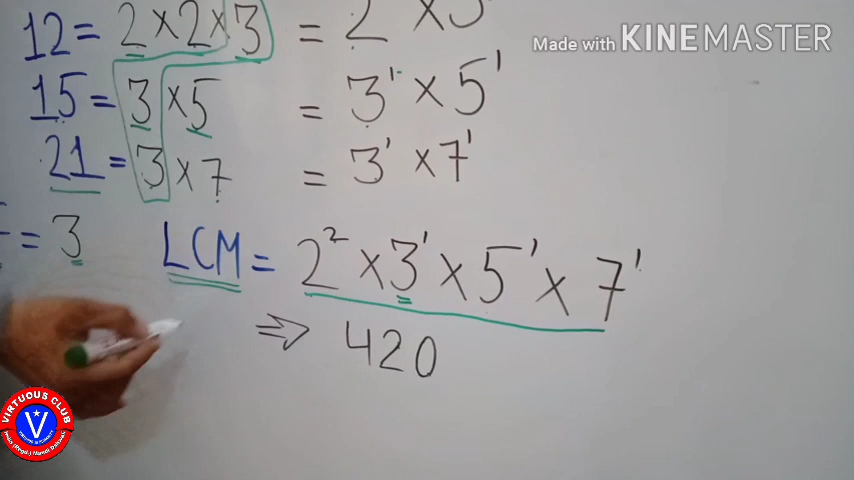 12 = 2 × 2 × 3 = 2 × 3
Made with KINEMASTER
15 = 3 × 5 = 3¹ × 5¹
21 = 3 × 7 = 3¹ × 7¹
= 3
LCM = 2² × 3¹ × 5¹ × 7¹
⇒ 420
VIRTUOUS CLUB
V